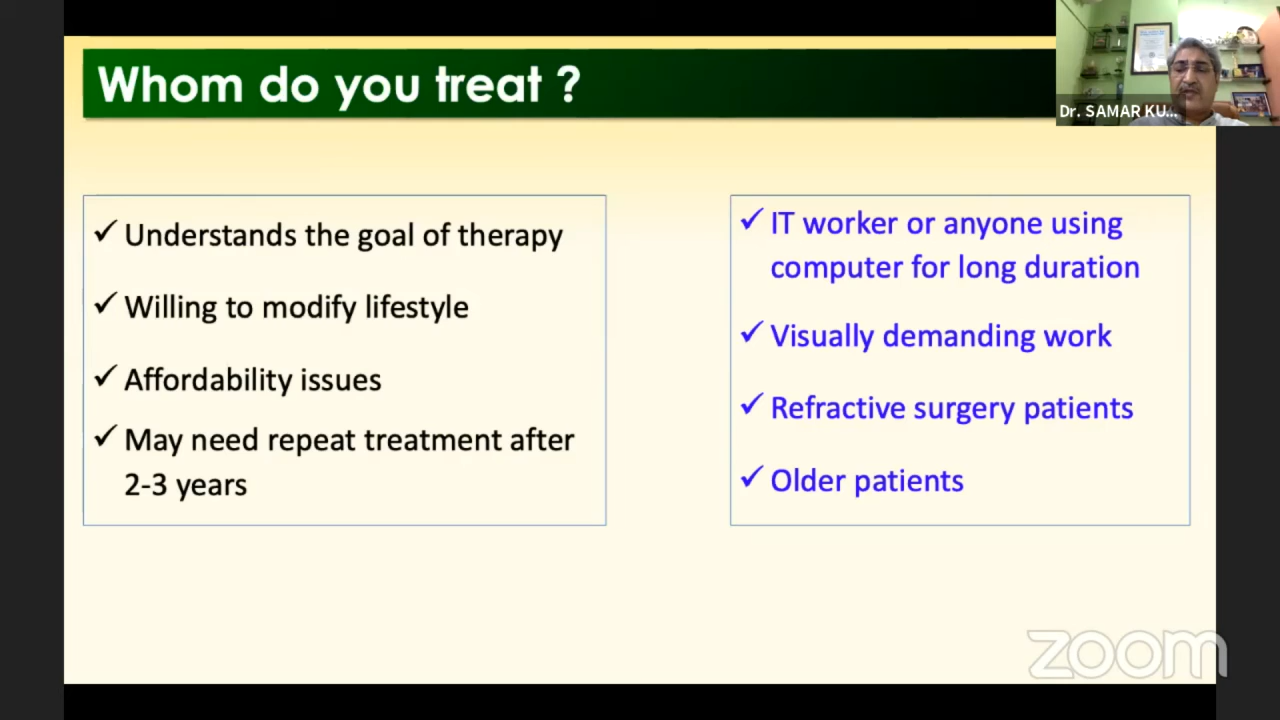 Whom do you treat ?
Dr. SAMAR KU...
✓ Understands the goal of therapy
✓ Willing to modify lifestyle
✓ Affordability issues
✓ May need repeat treatment after
2-3 years
✓ IT worker or anyone using
computer for long duration
✓ Visually demanding work
✓ Refractive surgery patients
✓ Older patients
zoom